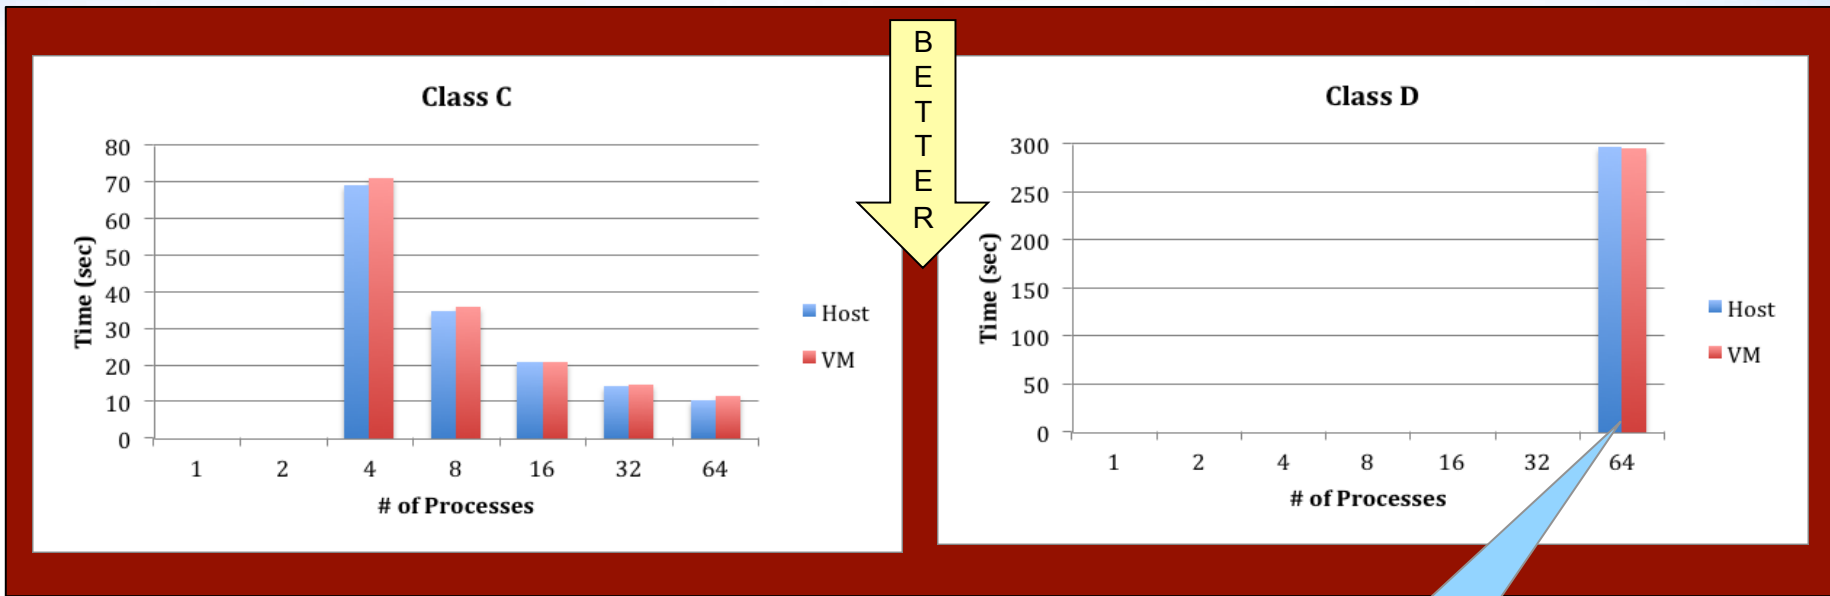 B
E
T
T
E
R
Class C
80
70
60
50
40
30
20
10
0
Time (sec)
1 2 4 8 16 32 64
# of Processes
Host
VM
Class D
300
250
200
150
100
50
0
Time (sec)
1 2 4 8 16 32 64
# of Processes
Host
VM